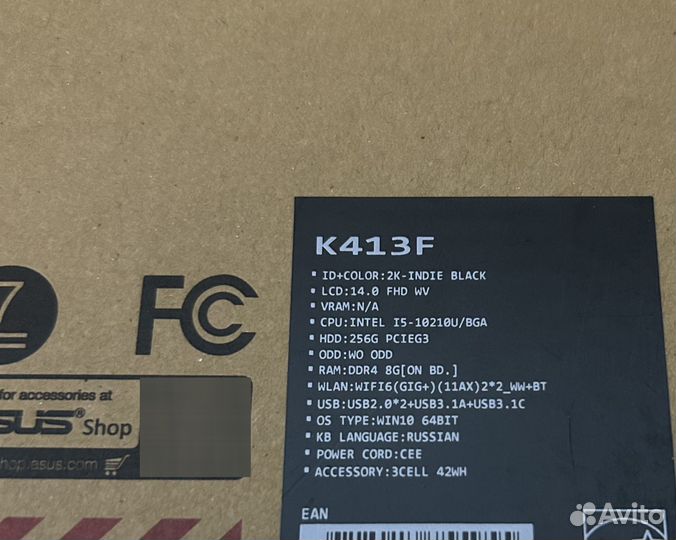 K413F
ID+COLOR:2K-INDIE BLACK
LCD:14.0 FHD WV
VRAM:N/A
CPU:INTEL I5-10210U/BGA
HDD:256G PCIEG3
ODD:WO ODD
RAM:DDR4 8G[ON BD.]
WLAN:WIFI6(GIG+)(11AX)2*2_WW+BT
USB:USB2.0*2+USB3.1A+USB3.1C
OS TYPE:WIN10 64BIT
KB LANGUAGE:RUSSIAN
POWER CORD:CEE
ACCESSORY:3CELL 42WH
EAN
7
FC
for accessories at
SUS® Shop
hop.asus.com
Avito